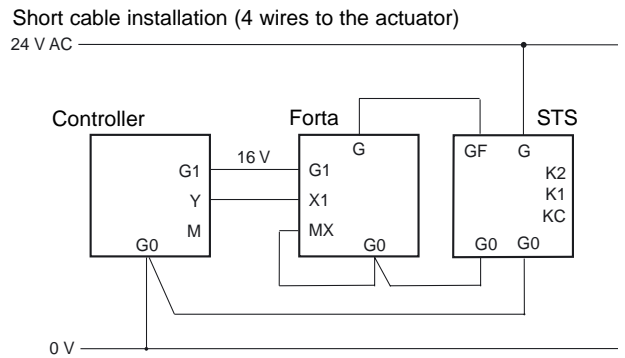 Short cable installation (4 wires to the actuator)
24 V AC
Controller
Forta
STS
G1
Y
M
G0
16 V
G
G1
X1
MX
G0
GF
G
K2
K1
KC
G0
G0
0 V